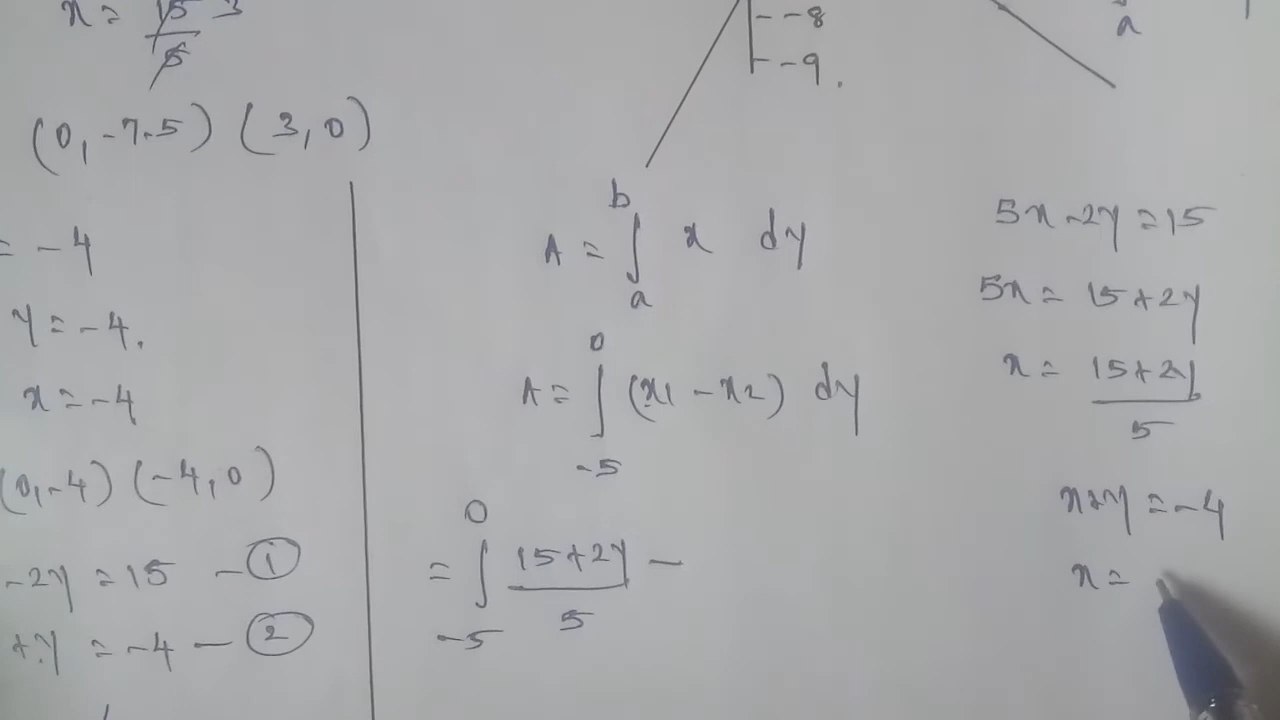 x = 15 3
5
(0, -7.5) (3, 0)
= -4
y = -4.
x = -4
(0, -4) (-4, 0)
-2y = 15 - ①
+y = -4 - ②
- -8
- -9.
a
b
A = ∫ x dy
a
0
A = ∫ (x1 - x2) dy
-5
0
= ∫ 15+2y -
5
-5
5x - 2y = 15
5x = 15 + 2y
x = 15 + 2y
5
x + y = -4
x =